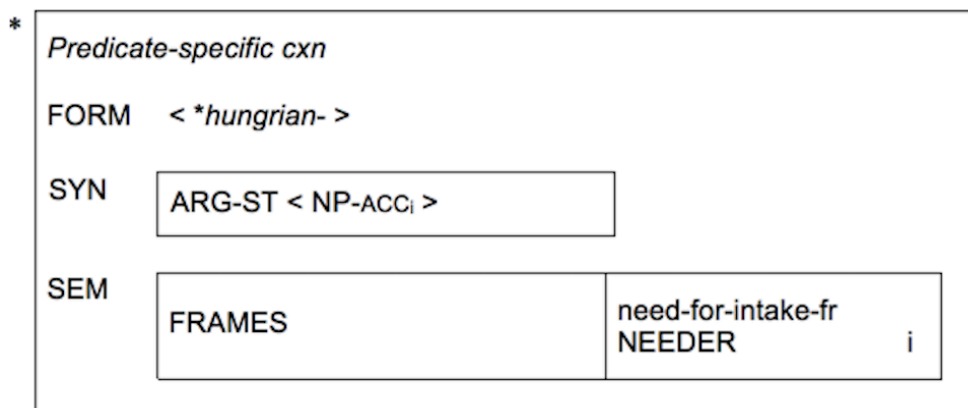 *
Predicate-specific cxn
FORM < *hungrian- >
SYN ARG-ST < NP-ACCi >
SEM FRAMES need-for-intake-fr
NEEDER i